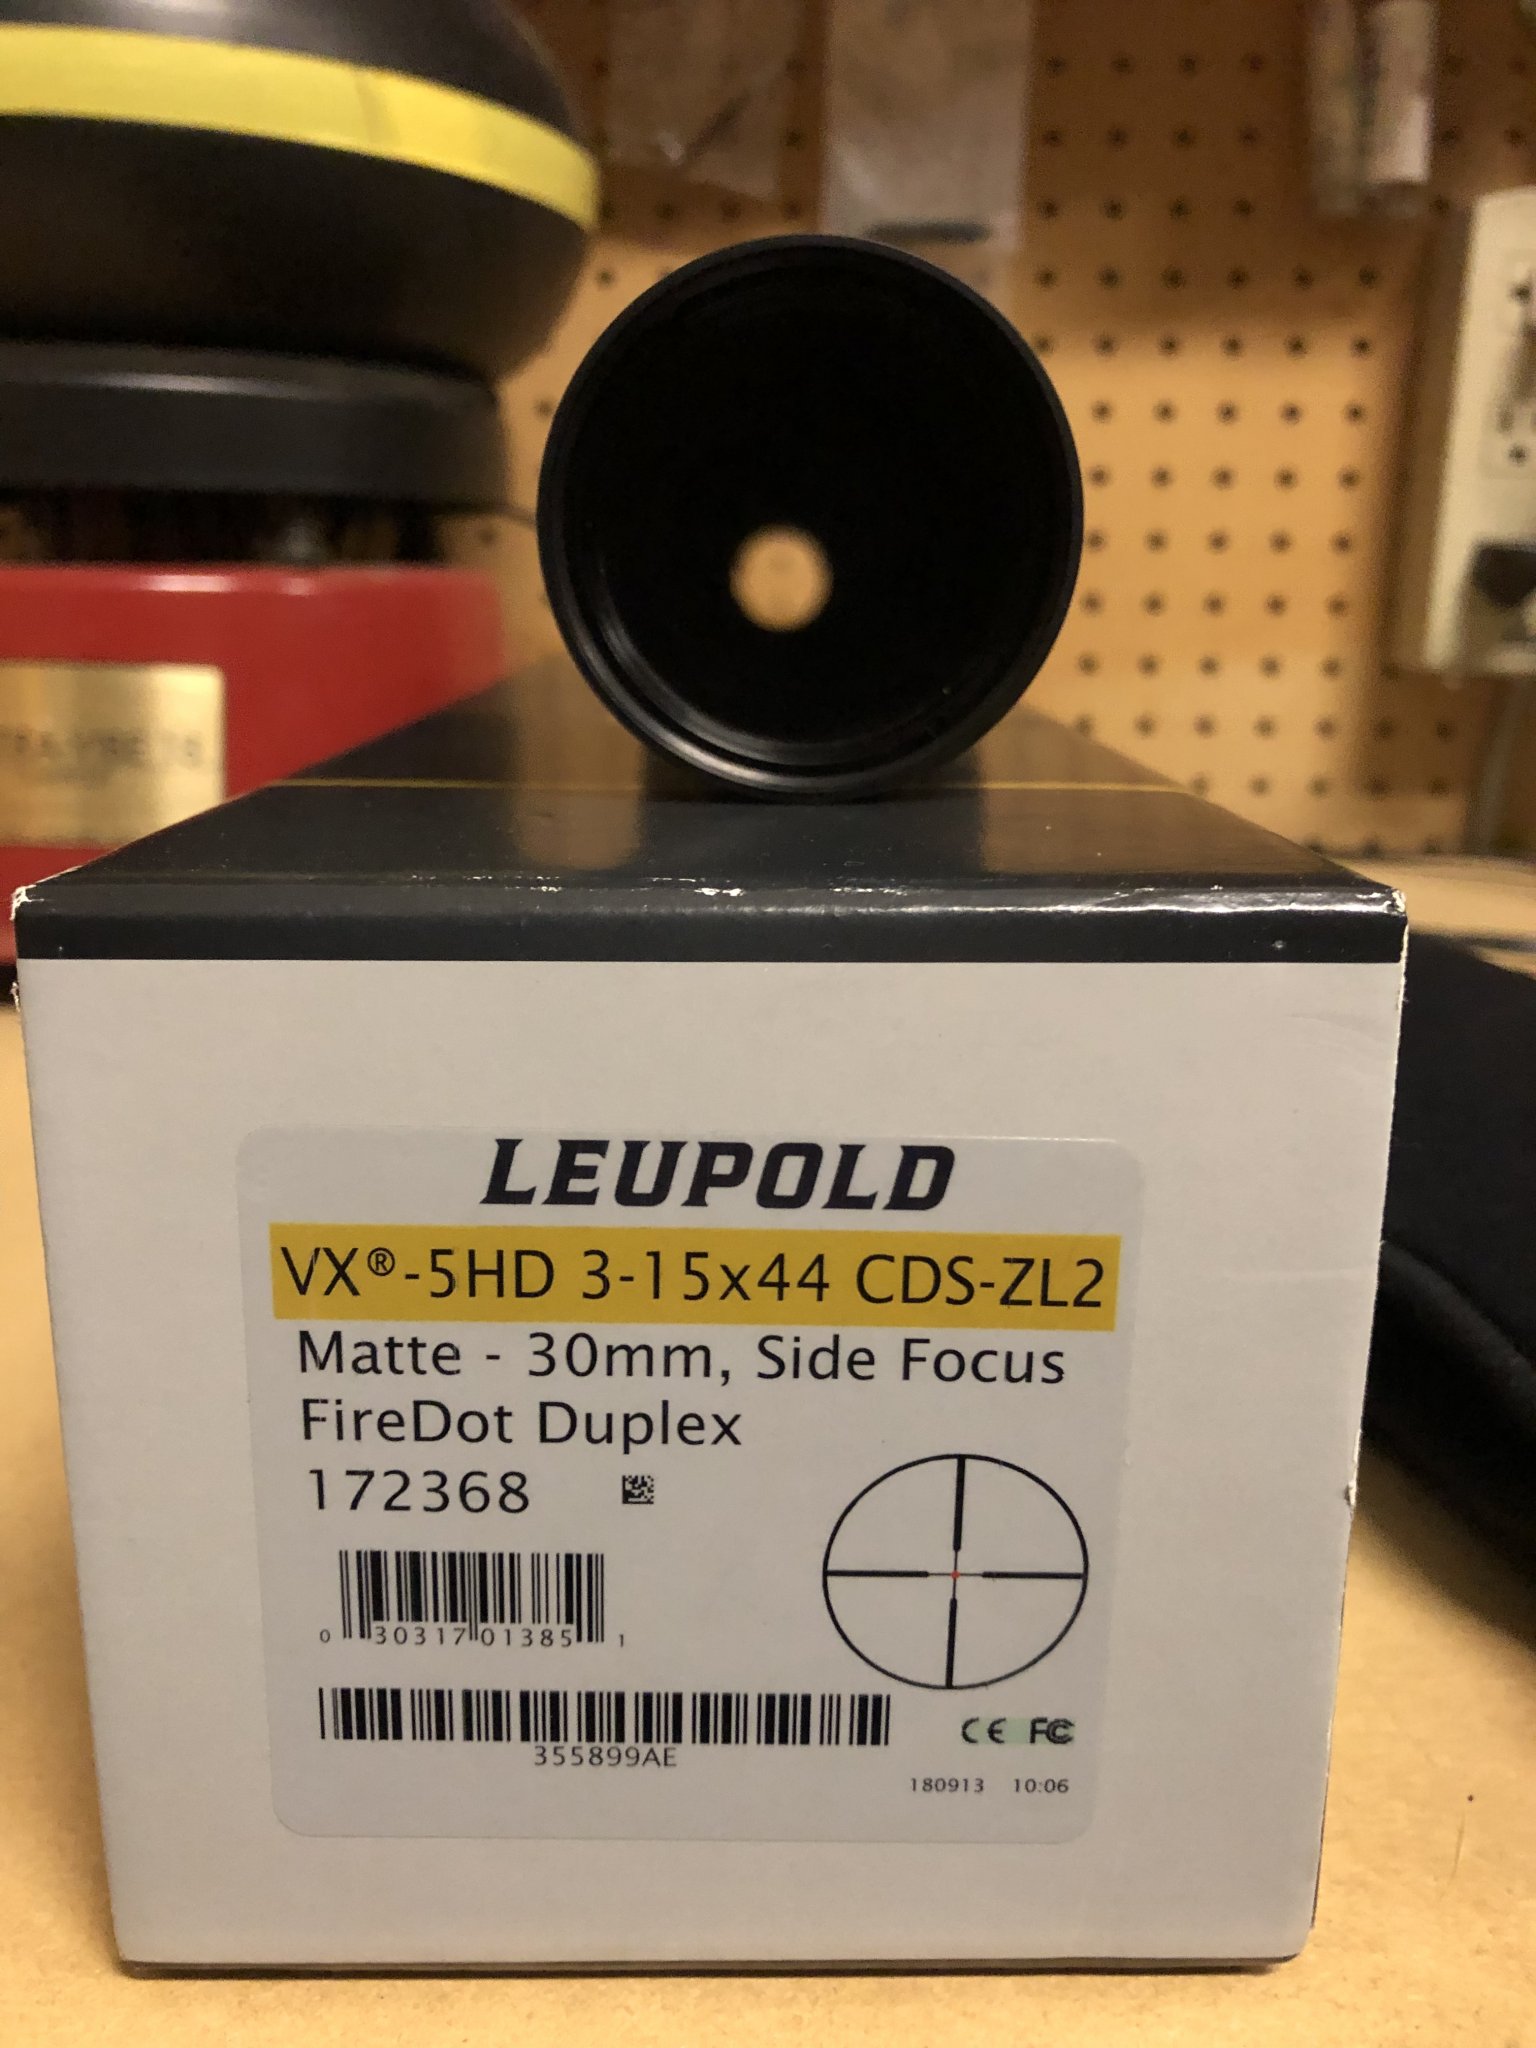 LEUPOLD
VX®-5HD 3-15x44 CDS-ZL2
Matte - 30mm, Side Focus
FireDot Duplex
172368
0 30317 01385 1
355899AE
CE FC
180913 10:06